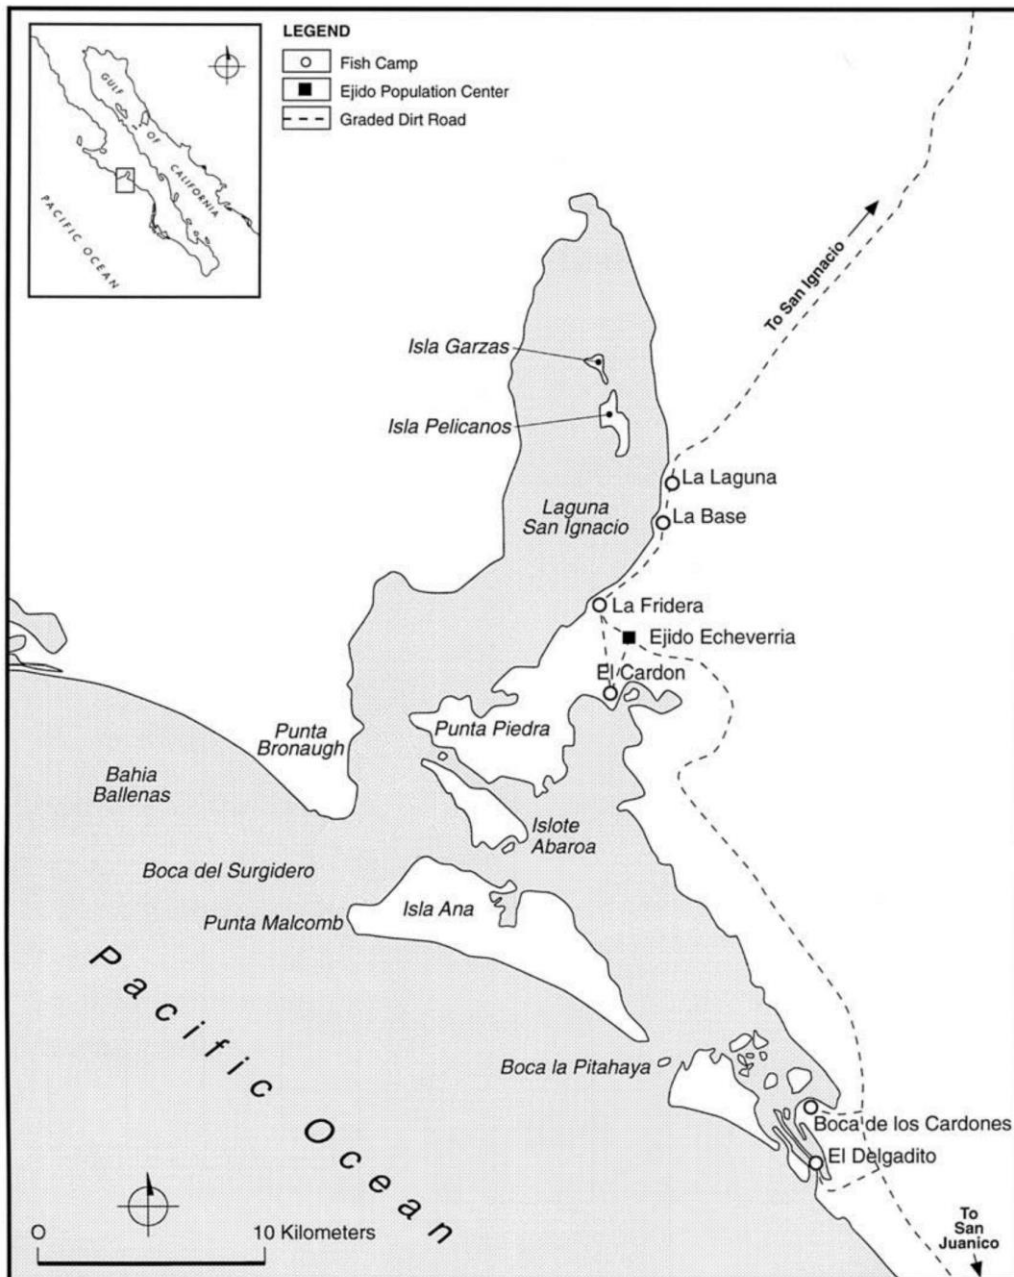 LEGEND
Fish Camp
Ejido Population Center
Graded Dirt Road
GULF
OF
CALIFORNIA
PACIFIC OCEAN
To San Ignacio
Isla Garzas
Isla Pelicanos
La Laguna
Laguna
San Ignacio
La Base
La Fridera
Ejido Echeverria
El Cardon
Punta
Bronaugh
Punta Piedra
Bahia
Ballenas
Islote
Abaroa
Boca del Surgidero
Isla Ana
Punta Malcomb
Pacific Ocean
Boca la Pitahaya
Boca de los Cardones
El Delgadito
To
San
Juanico
O
10 Kilometers